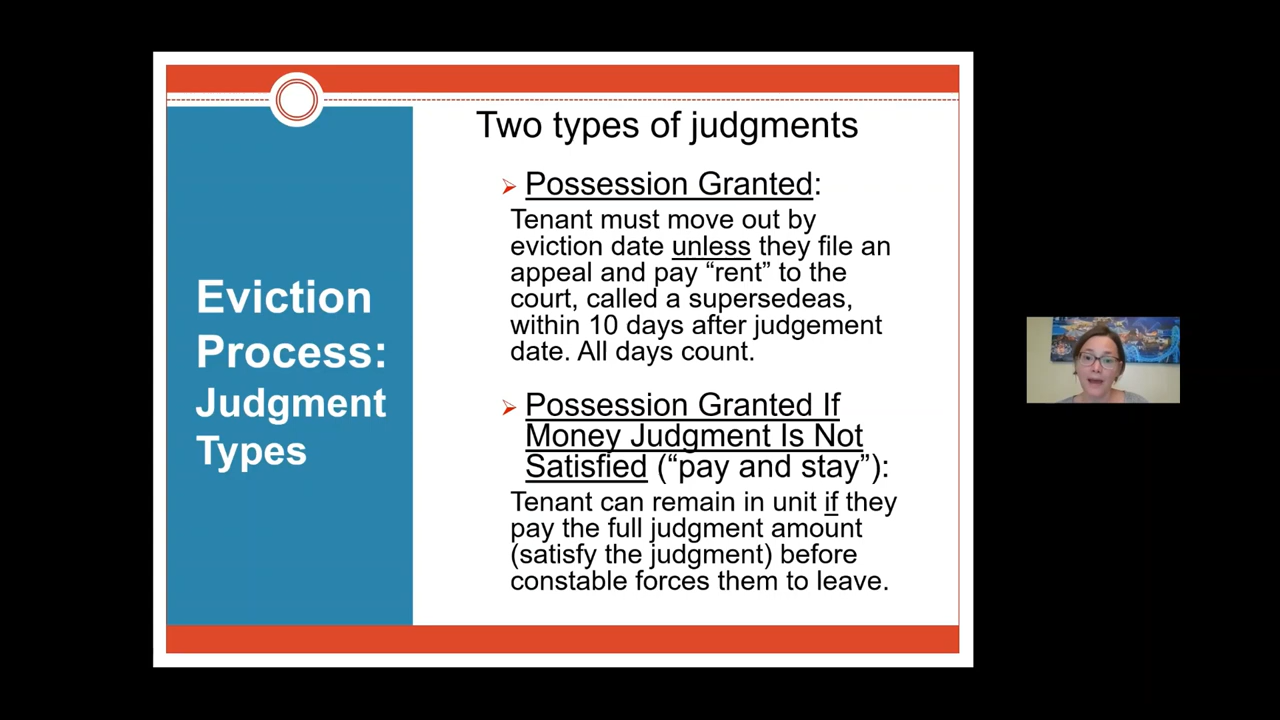 Eviction
Process:
Judgment
Types
Two types of judgments
Possession Granted:
Tenant must move out by
eviction date unless they file an
appeal and pay “rent” to the
court, called a supersedeas,
within 10 days after judgement
date. All days count.
Possession Granted If
Money Judgment Is Not
Satisfied (“pay and stay”):
Tenant can remain in unit if they
pay the full judgment amount
(satisfy the judgment) before
constable forces them to leave.